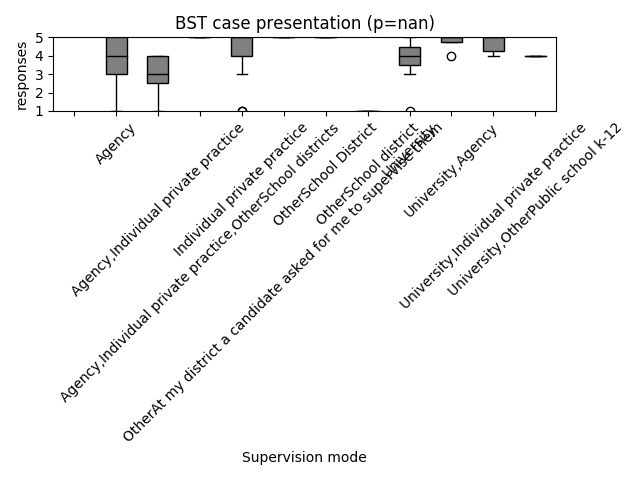 BST case presentation (p=nan)
responses
5
4
3
2
1
Agency
Agency,Individual private practice
Agency,Individual private practice,OtherSchool districts
Individual private practice
OtherAt my district a candidate asked for me to supervise them
OtherSchool District
OtherSchool district
University
University,Agency
University,Individual private practice
University,OtherPublic school k-12
Supervision mode